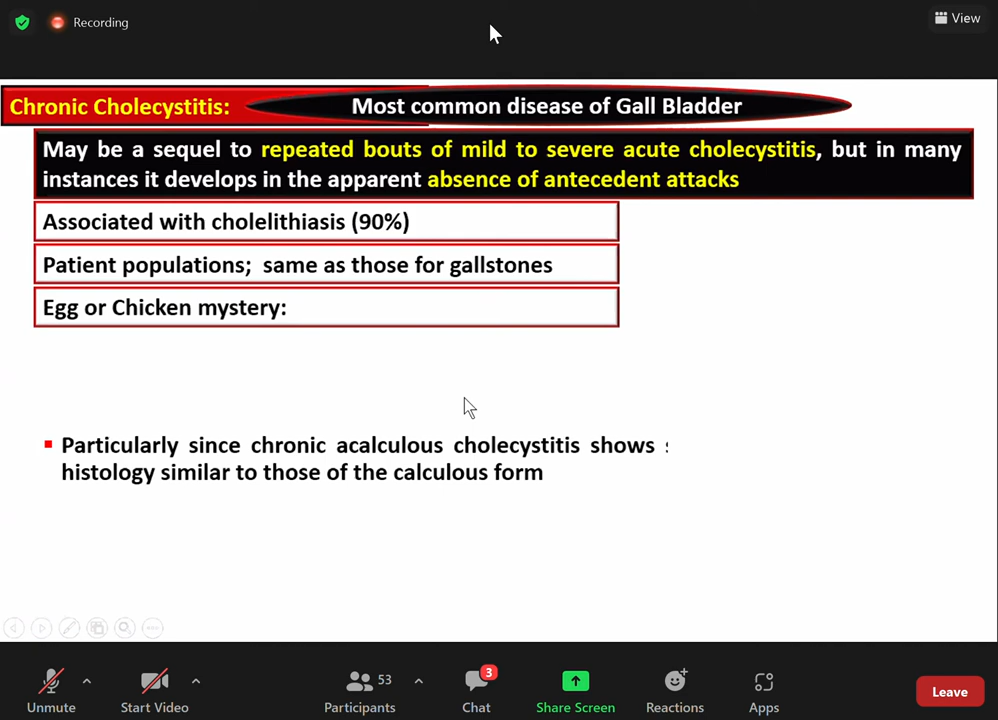 Recording
View
Chronic Cholecystitis:
Most common disease of Gall Bladder
May be a sequel to repeated bouts of mild to severe acute cholecystitis, but in many
instances it develops in the apparent absence of antecedent attacks
Associated with cholelithiasis (90%)
Patient populations; same as those for gallstones
Egg or Chicken mystery:
Particularly since chronic acalculous cholecystitis shows
histology similar to those of the calculous form
Unmute
Start Video
53
Participants
3
Chat
Share Screen
Reactions
Apps
Leave